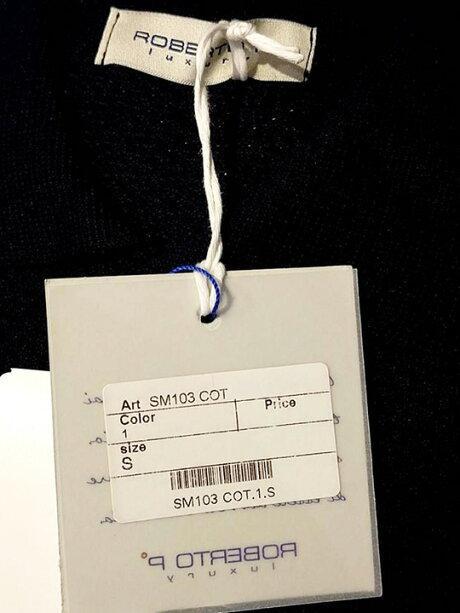 ROBERTO P
luxury
Art SM103 COT
Color
Price
1
size
S
SM103 COT.1.S
ROBERTO P
luxury